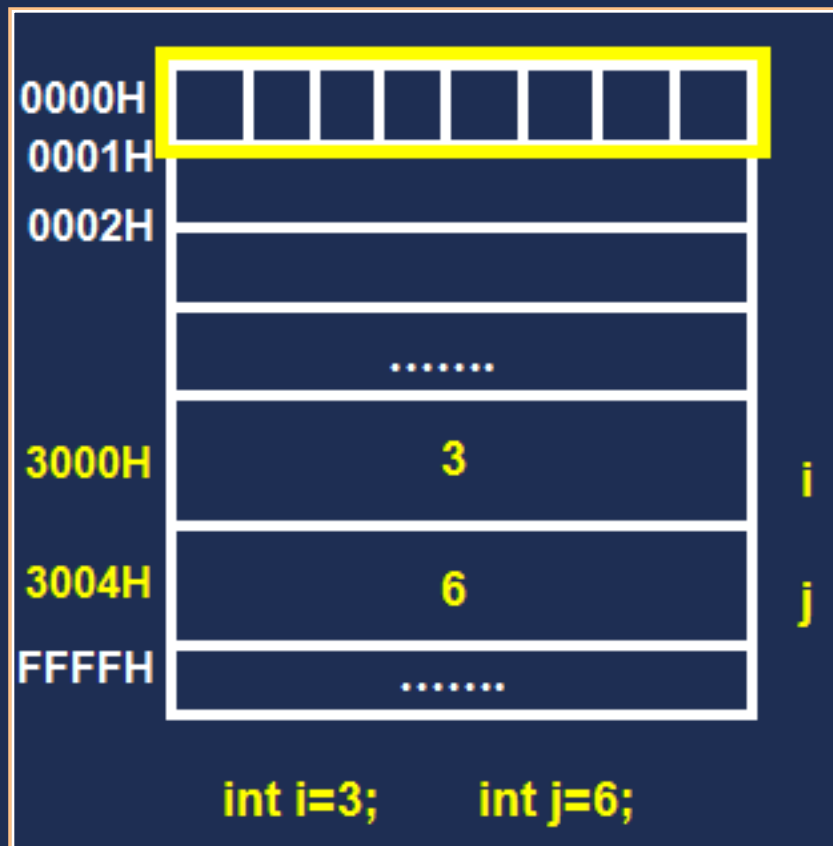 0000H
0001H
0002H
.......
3000H 3 i
3004H 6 j
FFFFH .......
int i=3; int j=6;